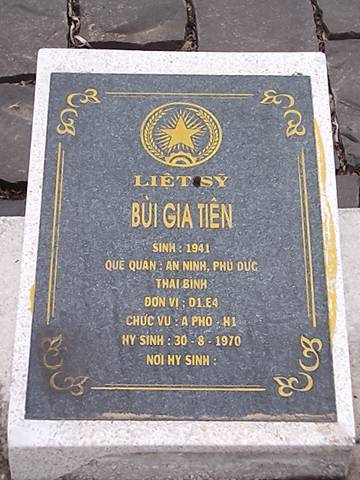 LIỆT SỸ
BÙI GIA TIÊN
SINH : 1941
QUÊ QUÁN : AN NINH, PHÙ DỰC
THÁI BÌNH
ĐƠN VỊ : D1.E4
CHỨC VỤ : A PHÓ - H1
HY SINH : 30 - 8 - 1970
NƠI HY SINH :